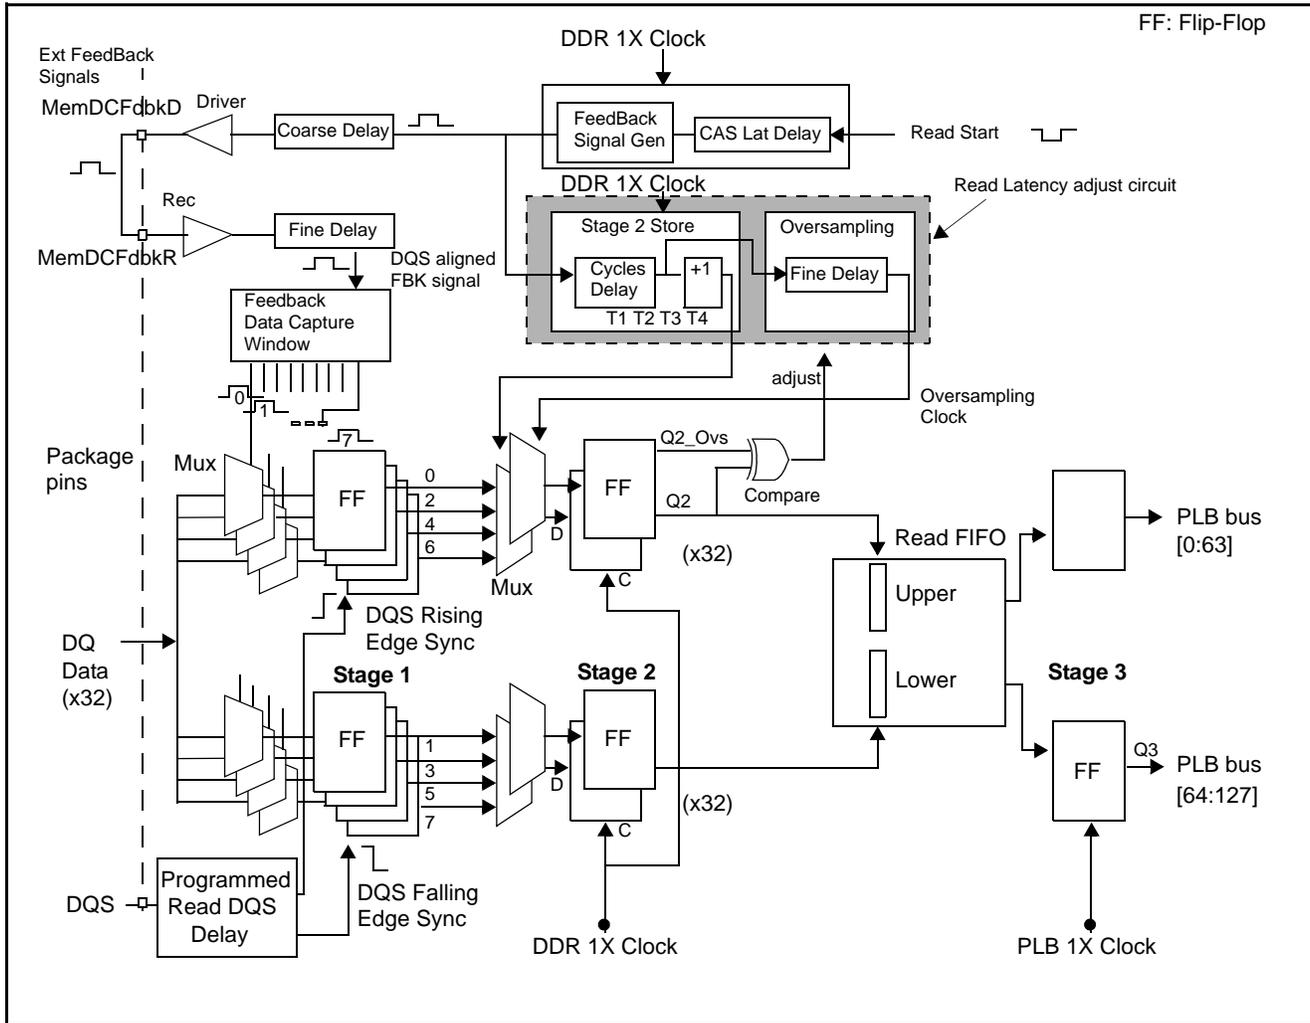 FF: Flip-Flop
DDR 1X Clock
Ext FeedBack
Signals
MemDCFdbkD
Driver
Coarse Delay
FeedBack
Signal Gen
CAS Lat Delay
Read Start
DDR 1X Clock
Read Latency adjust circuit
Rec
Fine Delay
MemDCFdbkR
DQS aligned
FBK signal
Stage 2 Store
Oversampling
Cycles
Delay
+1
Fine Delay
T1 T2 T3 T4
Feedback
Data Capture
Window
adjust
Oversampling
Clock
0
1
7
Package
pins
Mux
FF
0
2
4
6
Mux
D
FF
C
Q2_Ovs
Q2
Compare
(x32)
Read FIFO
Upper
Lower
PLB bus
[0:63]
DQS Rising
Edge Sync
DQ
Data
(x32)
Stage 1
Stage 2
Stage 3
FF
1
3
5
7
D
FF
C
(x32)
FF
Q3
PLB bus
[64:127]
DQS
Programmed
Read DQS
Delay
DQS Falling
Edge Sync
DDR 1X Clock
PLB 1X Clock